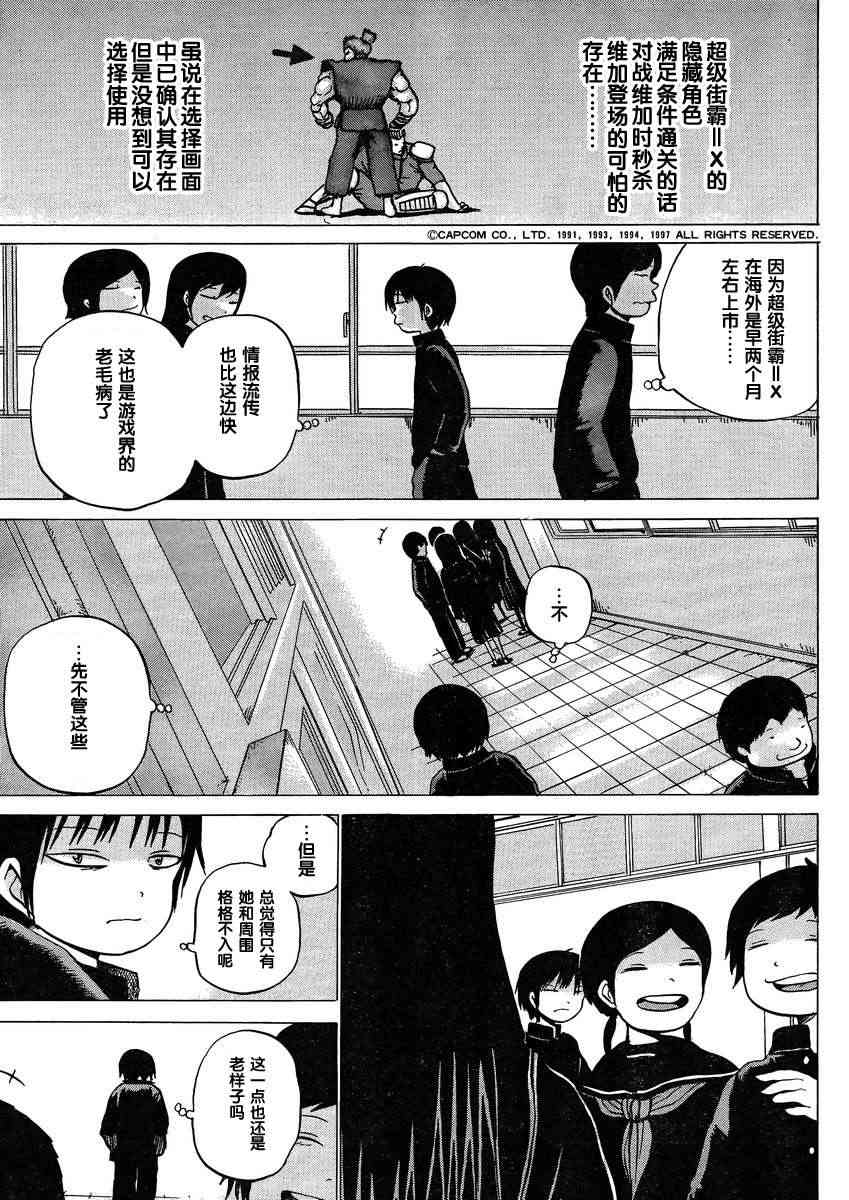 超级街霸ⅡX的
隐藏角色
满足条件通关的话
对战维加时秒杀
维加登场的可怕的
存在………
虽说在选择画面
中已确认其存在
但是没想到可以
选择使用
©CAPCOM CO., LTD. 1991, 1993, 1994, 1997 ALL RIGHTS RESERVED.
因为超级街霸ⅡX
在海外是早两个月
左右上市……
情报流传
也比这边快
这也是游戏界的
老毛病了
…不
…先不管这些
…但是
总觉得只有
她和周围
格格不入呢
这一点也还是
老样子吗